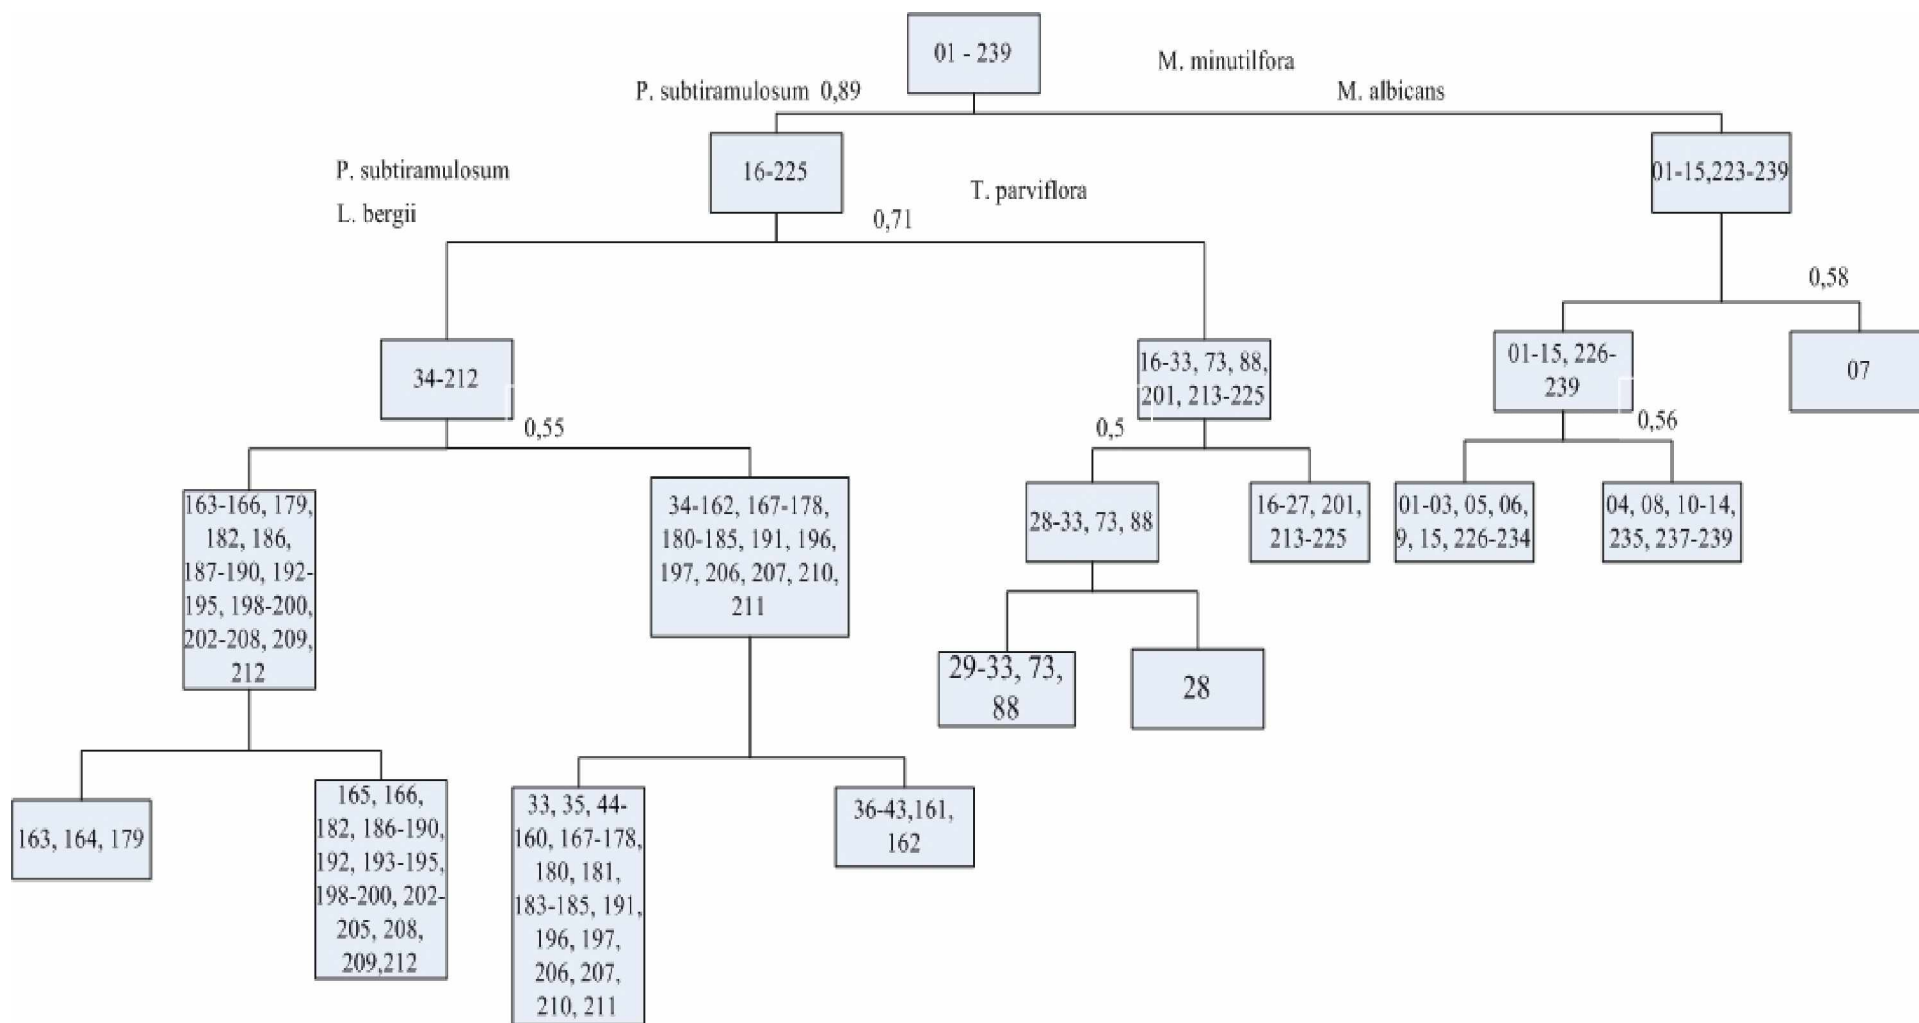 01 - 239
M. minutilfora
P. subtiramulosum 0,89
M. albicans
16-225
01-15,223-239
P. subtiramulosum
L. bergii
T. parviflora
0,71
0,58
34-212
16-33, 73, 88,
201, 213-225
01-15, 226-
239
07
0,55
0,5
0,56
163-166, 179,
182, 186,
187-190, 192-
195, 198-200,
202-208, 209,
212
34-162, 167-178,
180-185, 191, 196,
197, 206, 207, 210,
211
28-33, 73, 88
16-27, 201,
213-225
01-03, 05, 06,
9, 15, 226-234
04, 08, 10-14,
235, 237-239
29-33, 73,
88
28
163, 164, 179
165, 166,
182, 186-190,
192, 193-195,
198-200, 202-
205, 208,
209,212
33, 35, 44-
160, 167-178,
180, 181,
183-185, 191,
196, 197,
206, 207,
210, 211
36-43,161,
162